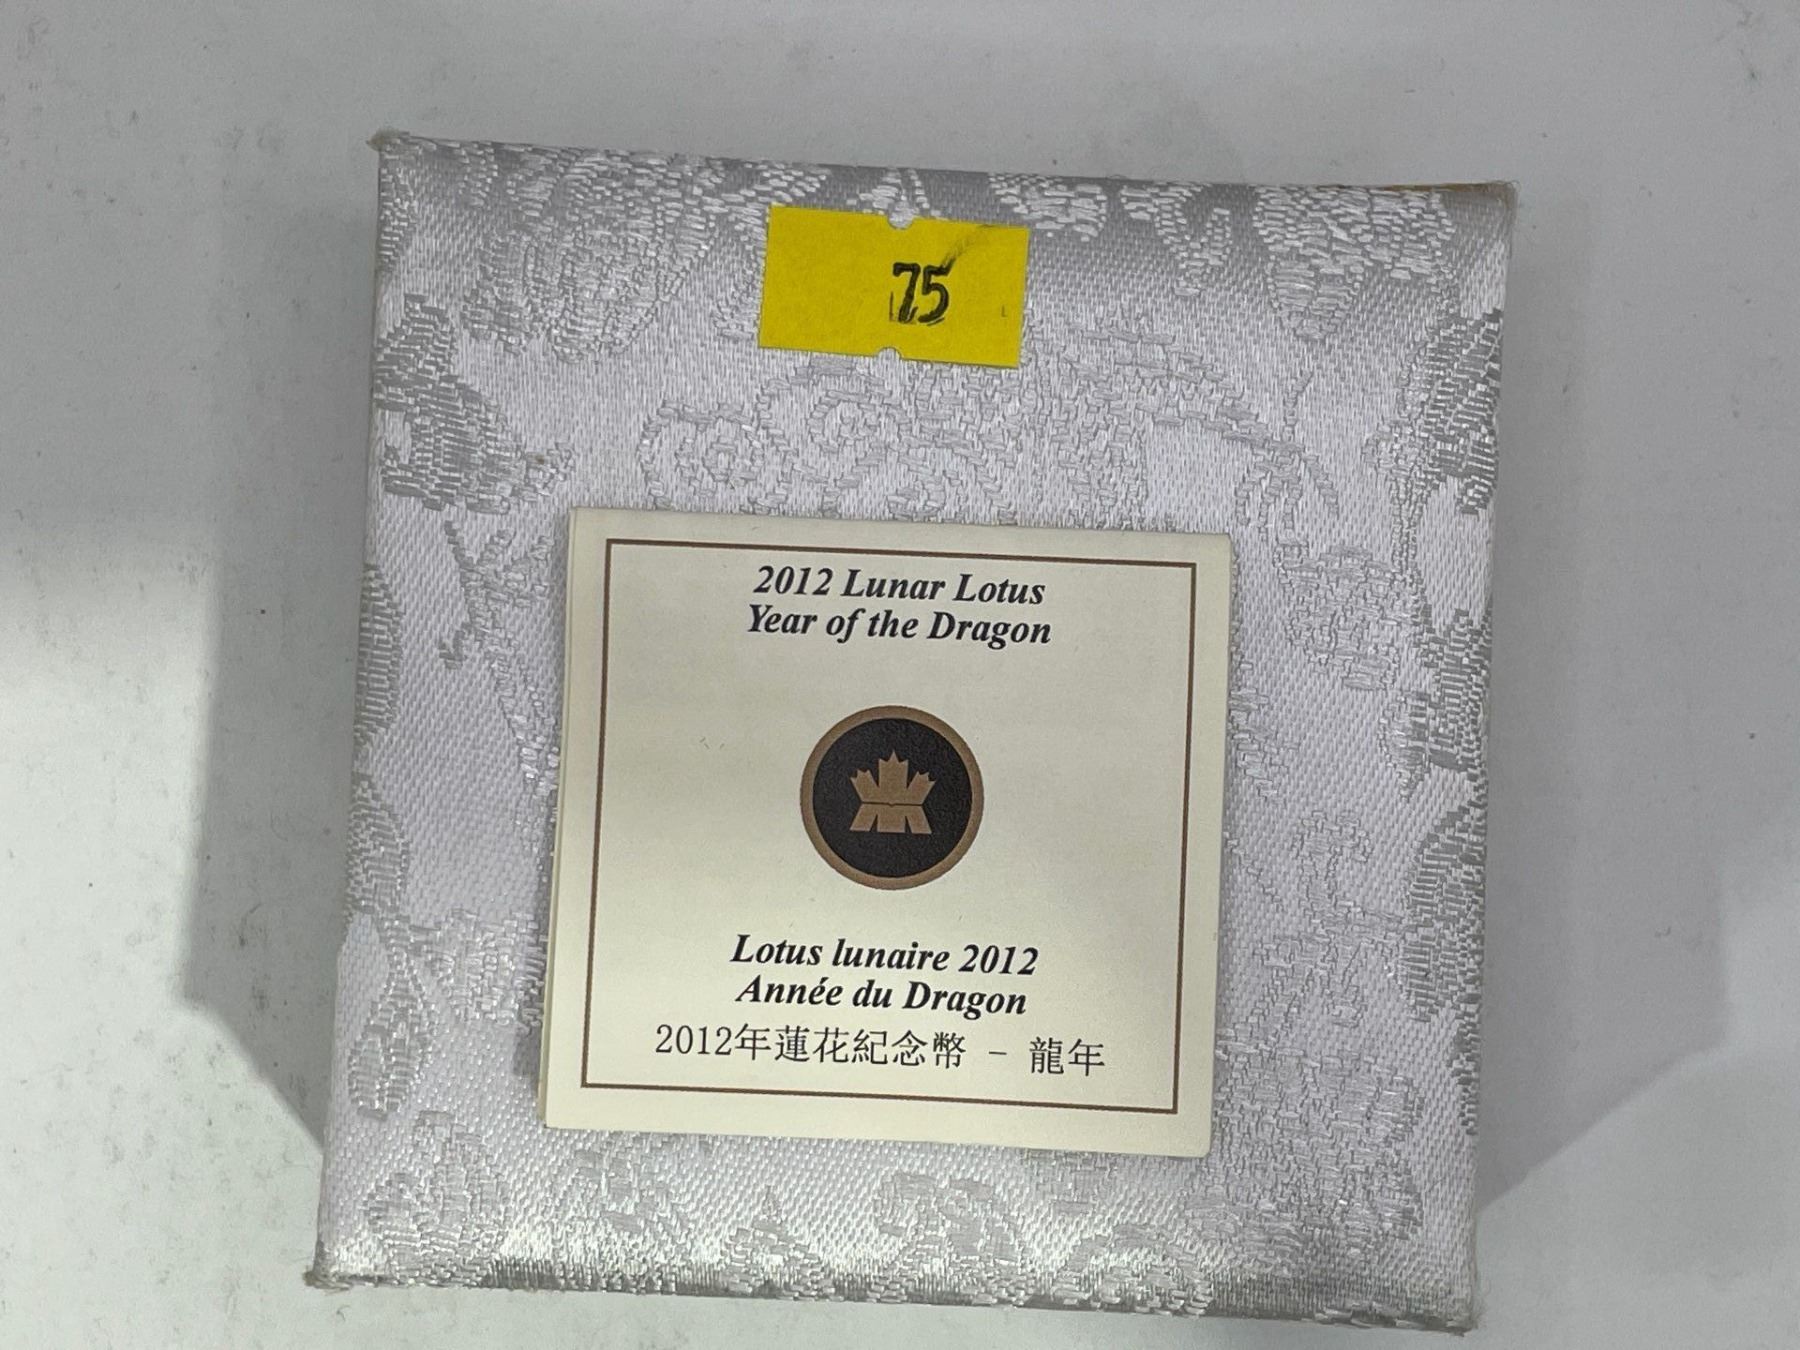 75
2012 Lunar Lotus
Year of the Dragon
Lotus lunaire 2012
Année du Dragon
2012年蓮花紀念幣 - 龍年